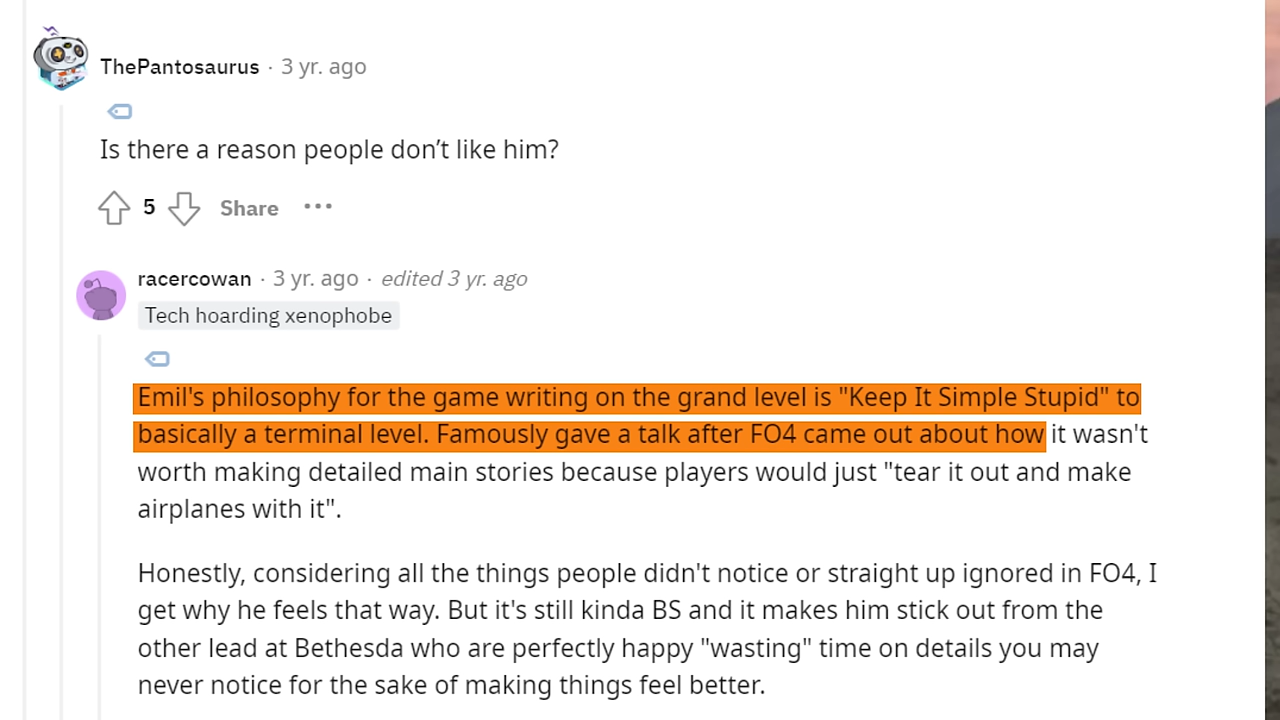 ThePantosaurus · 3 yr. ago
Is there a reason people don’t like him?
5 Share ···
racercowan · 3 yr. ago · edited 3 yr. ago
Tech hoarding xenophobe
Emil's philosophy for the game writing on the grand level is "Keep It Simple Stupid" to
basically a terminal level. Famously gave a talk after FO4 came out about how it wasn't
worth making detailed main stories because players would just "tear it out and make
airplanes with it".
Honestly, considering all the things people didn't notice or straight up ignored in FO4, I
get why he feels that way. But it's still kinda BS and it makes him stick out from the
other lead at Bethesda who are perfectly happy "wasting" time on details you may
never notice for the sake of making things feel better.